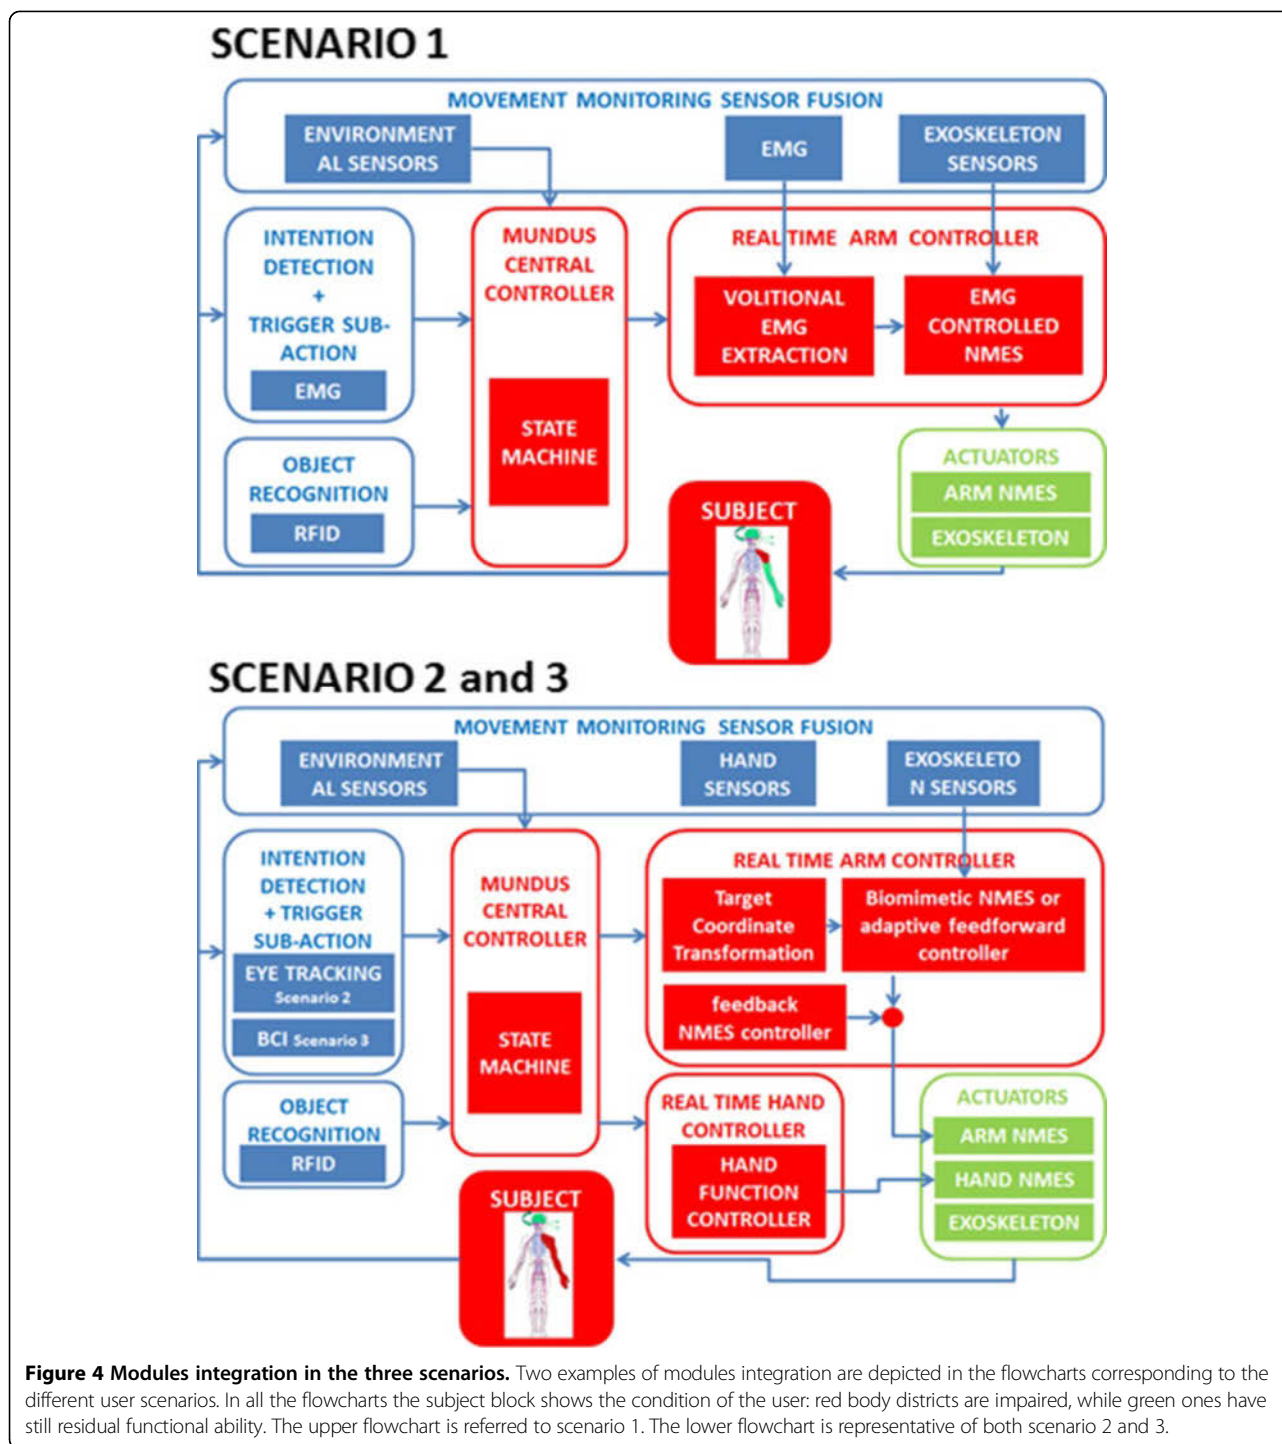 SCENARIO 1
MOVEMENT MONITORING SENSOR FUSION
ENVIRONMENT
AL SENSORS
EMG
EXOSKELETON
SENSORS
INTENTION
DETECTION
+
TRIGGER SUB-
ACTION
EMG
OBJECT
RECOGNITION
RFID
MUNDUS
CENTRAL
CONTROLLER
STATE
MACHINE
REAL TIME ARM CONTROLLER
VOLITIONAL
EMG
EXTRACTION
EMG
CONTROLLED
NMES
ACTUATORS
ARM NMES
EXOSKELETON
SUBJECT
SCENARIO 2 and 3
MOVEMENT MONITORING SENSOR FUSION
ENVIRONMENT
AL SENSORS
HAND
SENSORS
EXOSKELETO
N SENSORS
INTENTION
DETECTION
+ TRIGGER
SUB-ACTION
EYE TRACKING
Scenario 2
BCI Scenario 3
OBJECT
RECOGNITION
RFID
MUNDUS
CENTRAL
CONTROLLER
STATE
MACHINE
REAL TIME ARM CONTROLLER
Target
Coordinate
Transformation
Biomimetic NMES or
adaptive feedforward
controller
feedback
NMES controller
REAL TIME HAND
CONTROLLER
HAND
FUNCTION
CONTROLLER
ACTUATORS
ARM NMES
HAND NMES
EXOSKELETON
SUBJECT
Figure 4 Modules integration in the three scenarios. Two examples of modules integration are depicted in the flowcharts corresponding to the
different user scenarios. In all the flowcharts the subject block shows the condition of the user: red body districts are impaired, while green ones have
still residual functional ability. The upper flowchart is referred to scenario 1. The lower flowchart is representative of both scenario 2 and 3.